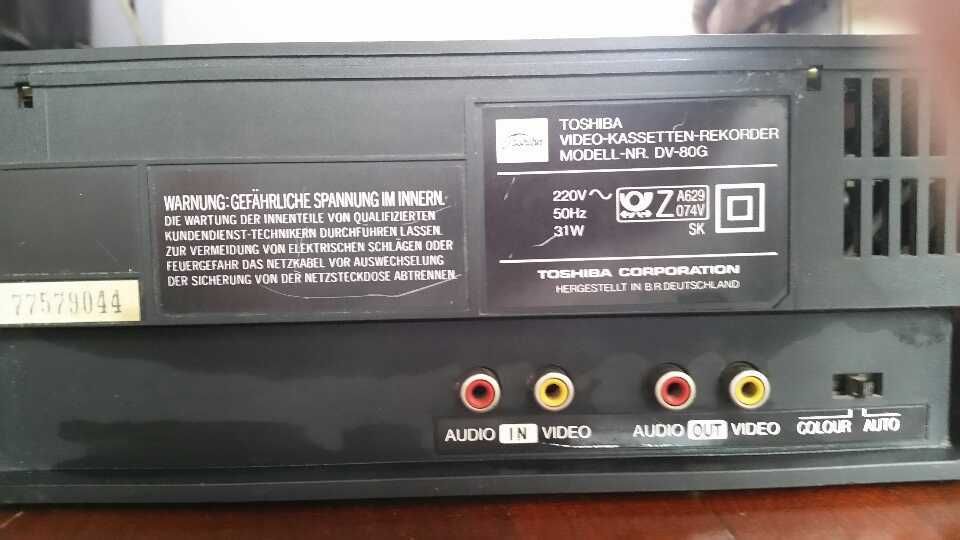 TOSHIBA
VIDEO-KASSETTEN-REKORDER
MODELL-NR. DV-80G
Toshiba
WARNUNG: GEFÄHRLICHE SPANNUNG IM INNERN.
DIE WARTUNG DER INNENTEILE VON QUALIFIZIERTEN
KUNDENDIENST-TECHNIKERN DURCHFÜHREN LASSEN.
ZUR VERMEIDUNG VON ELEKTRISCHEN SCHLÄGEN ODER
FEUERGEFAHR DAS NETZKABEL VOR AUSWECHSELUNG
DER SICHERUNG VON DER NETZSTECKDOSE ABTRENNEN.
220V~
50Hz
31W
Z A629
074V
SK
TOSHIBA CORPORATION
HERGESTELLT IN B.R.DEUTSCHLAND
77579044
AUDIO IN VIDEO
AUDIO OUT VIDEO
COLOUR AUTO